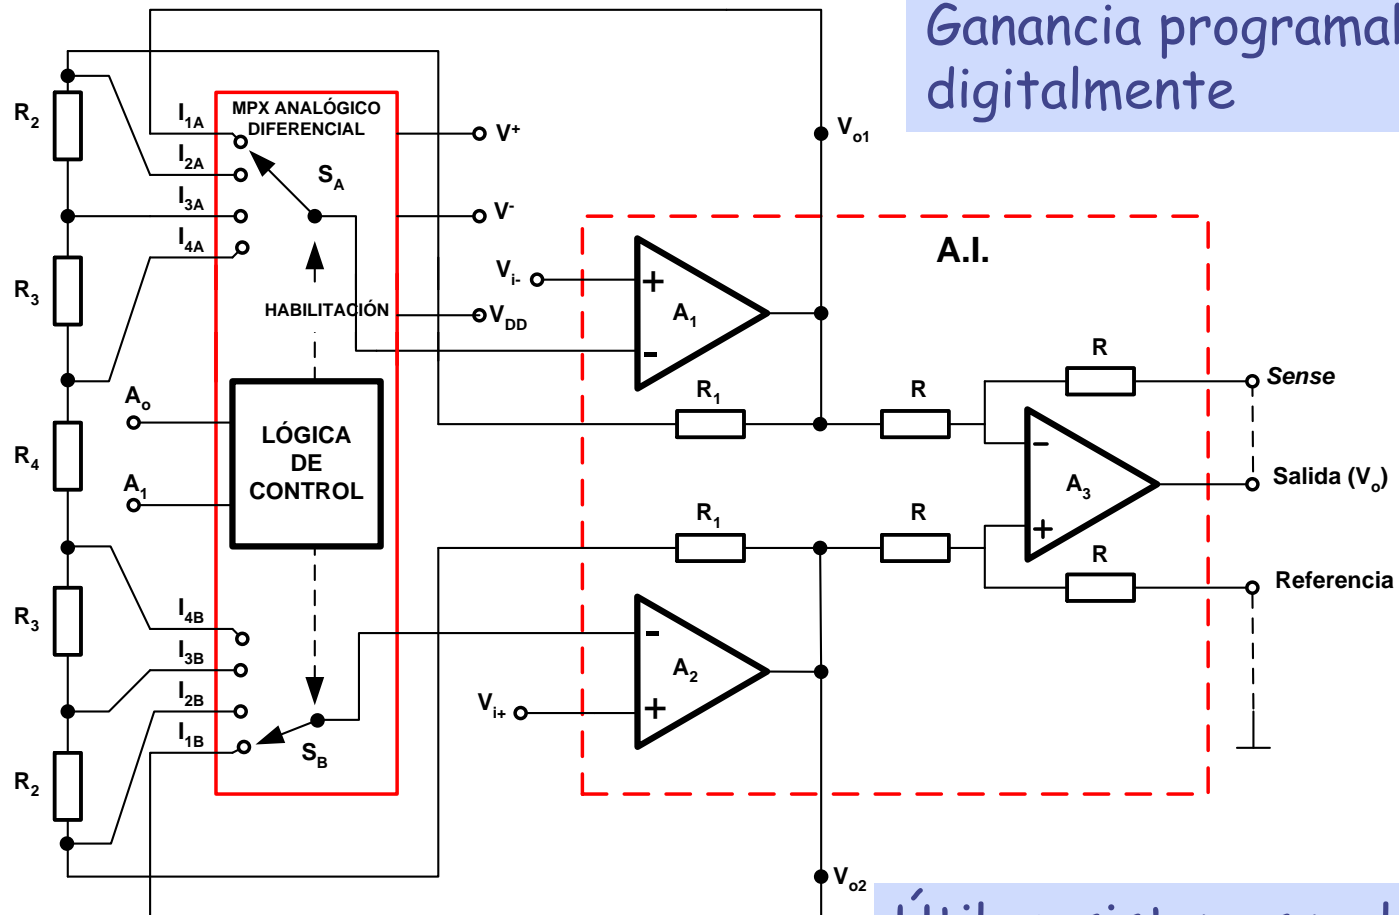 Ganancia programa
digitalmente
MPX ANALÓGICO
DIFERENCIAL
R2
I1A
I2A
I3A
I4A
SA
V+
V-
VDD
Vo1
Vi-
A.I.
A1
R3
HABILITACIÓN
R1
R
R
Sense
Ao
A1
LÓGICA
DE
CONTROL
R4
A3
Salida (Vo)
R1
R
R
Referencia
R3
I4B
I3B
I2B
I1B
SB
A2
Vi+
R2
Vo2
+
-
-
+
-
+